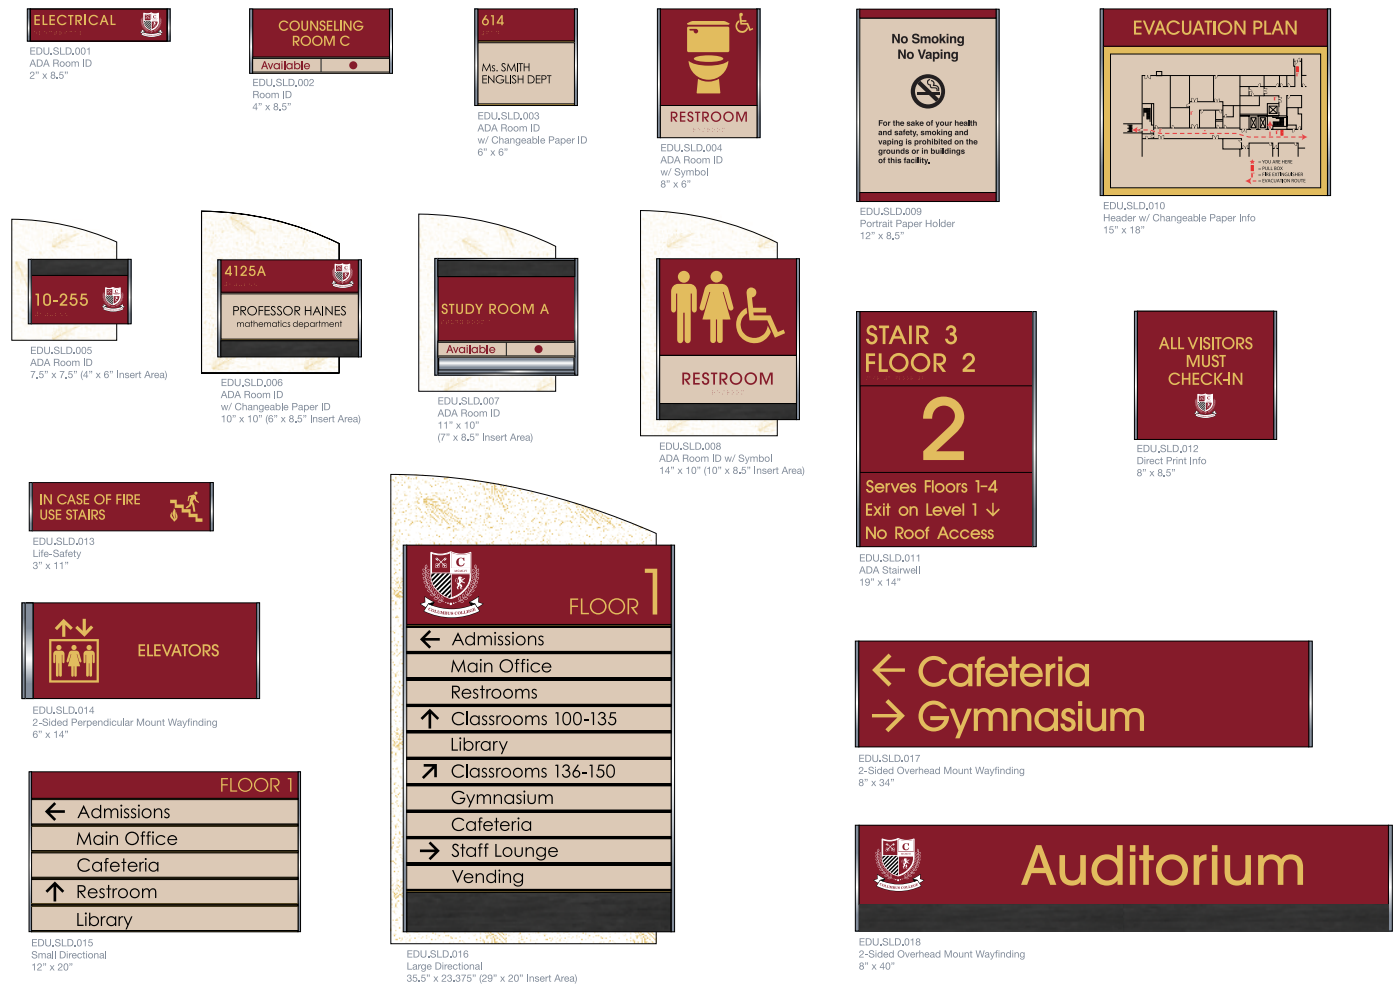 ELECTRICAL
EDU.SLD.001
ADA Room ID
2” x 8.5”
COUNSELING
ROOM C
Available
EDU.SLD.002
Room ID
4” x 8.5”
614
Ms. SMITH
ENGLISH DEPT
EDU.SLD.003
ADA Room ID
w/ Changeable Paper ID
6” x 6”
RESTROOM
EDU.SLD.004
ADA Room ID
w/ Symbol
8” x 6”
No Smoking
No Vaping
For the sake of your health
and safety, smoking and
vaping is prohibited on the
grounds or in buildings
of this facility.
EDU.SLD.009
Portrait Paper Holder
12” x 8.5”
EVACUATION PLAN
= YOU ARE HERE
= PULL BOX
= FIRE EXTINGUISHER
= EVACUATION ROUTE
EDU.SLD.010
Header w/ Changeable Paper Info
15” x 18”
10-255
EDU.SLD.005
ADA Room ID
7.5” x 7.5” (4” x 6” Insert Area)
4125A
PROFESSOR HAINES
mathematics department
EDU.SLD.006
ADA Room ID
w/ Changeable Paper ID
10” x 10” (6” x 8.5” Insert Area)
STUDY ROOM A
Available
EDU.SLD.007
ADA Room ID
11” x 10”
(7” x 8.5” Insert Area)
RESTROOM
EDU.SLD.008
ADA Room ID w/ Symbol
14” x 10” (10” x 8.5” Insert Area)
STAIR 3
FLOOR 2
2
Serves Floors 1-4
Exit on Level 1 ↓
No Roof Access
EDU.SLD.011
ADA Stairwell
19” x 14”
ALL VISITORS
MUST
CHECK-IN
EDU.SLD.012
Direct Print Info
8” x 8.5”
IN CASE OF FIRE
USE STAIRS
EDU.SLD.013
Life-Safety
3” x 11”
ELEVATORS
EDU.SLD.014
2-Sided Perpendicular Mount Wayfinding
6” x 14”
FLOOR 1
← Admissions
Main Office
Cafeteria
↑ Restroom
Library
EDU.SLD.015
Small Directional
12” x 20”
C
COLUMBUS COLLEGE
FLOOR 1
← Admissions
Main Office
Restrooms
↑ Classrooms 100-135
Library
↗ Classrooms 136-150
Gymnasium
Cafeteria
→ Staff Lounge
Vending
EDU.SLD.016
Large Directional
35.5” x 23.375” (29” x 20” Insert Area)
← Cafeteria
→ Gymnasium
EDU.SLD.017
2-Sided Overhead Mount Wayfinding
8” x 34”
C
COLUMBUS COLLEGE
Auditorium
EDU.SLD.018
2-Sided Overhead Mount Wayfinding
8” x 40”